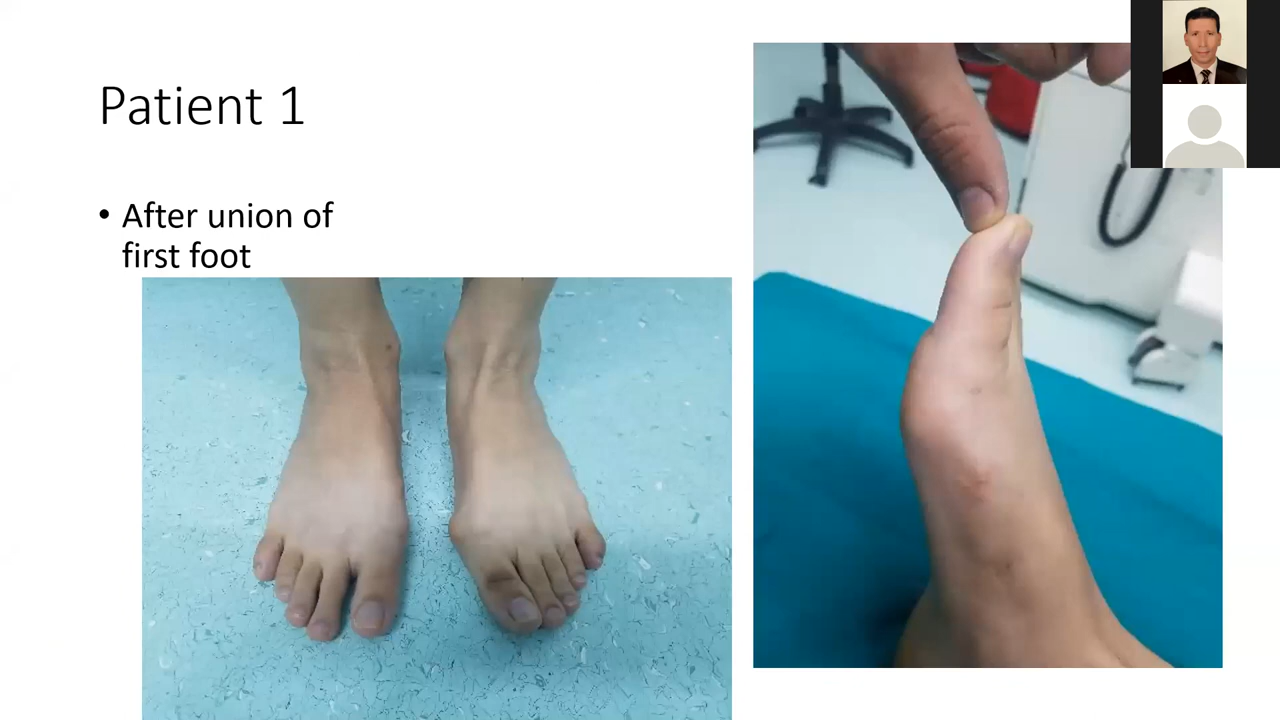 Patient 1
• After union of
first foot